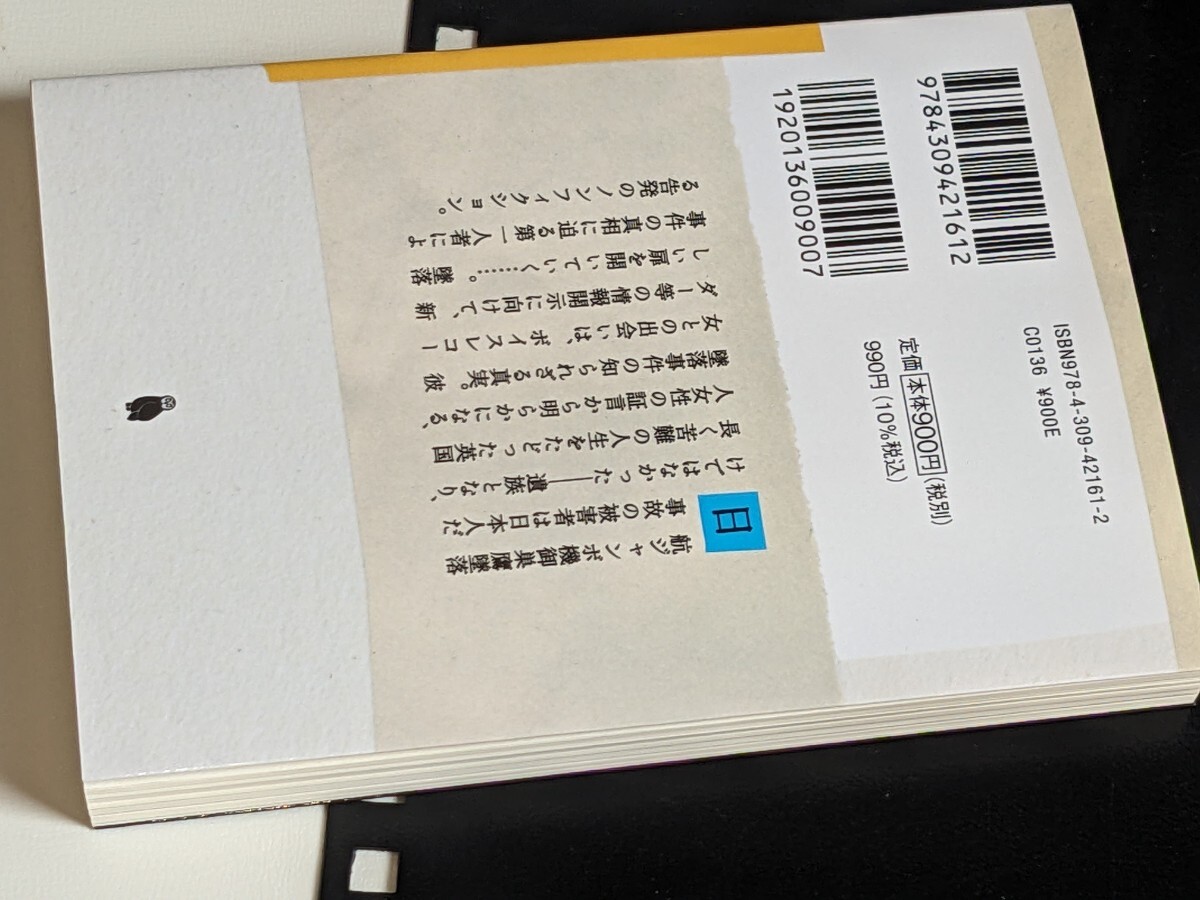 9784309421612
1920136009007
ISBN978-4-309-42161-2
C0136 ¥900E
定価 本体900円(税別)
990円(10%税込)
日航ジャンボ機御巣鷹墜落
事故の被害者は日本人だ
けではなかった――遺族となり、
長く苦難の人生をたどった英国
人女性の証言から明らかになる、
墜落事件の知られざる真実。彼
女との出会いは、ボイスレコー
ダー等の情報開示に向けて、新
しい扉を開いていく……。墜落
事件の真相に迫る第一人者によ
る告発のノンフィクション。